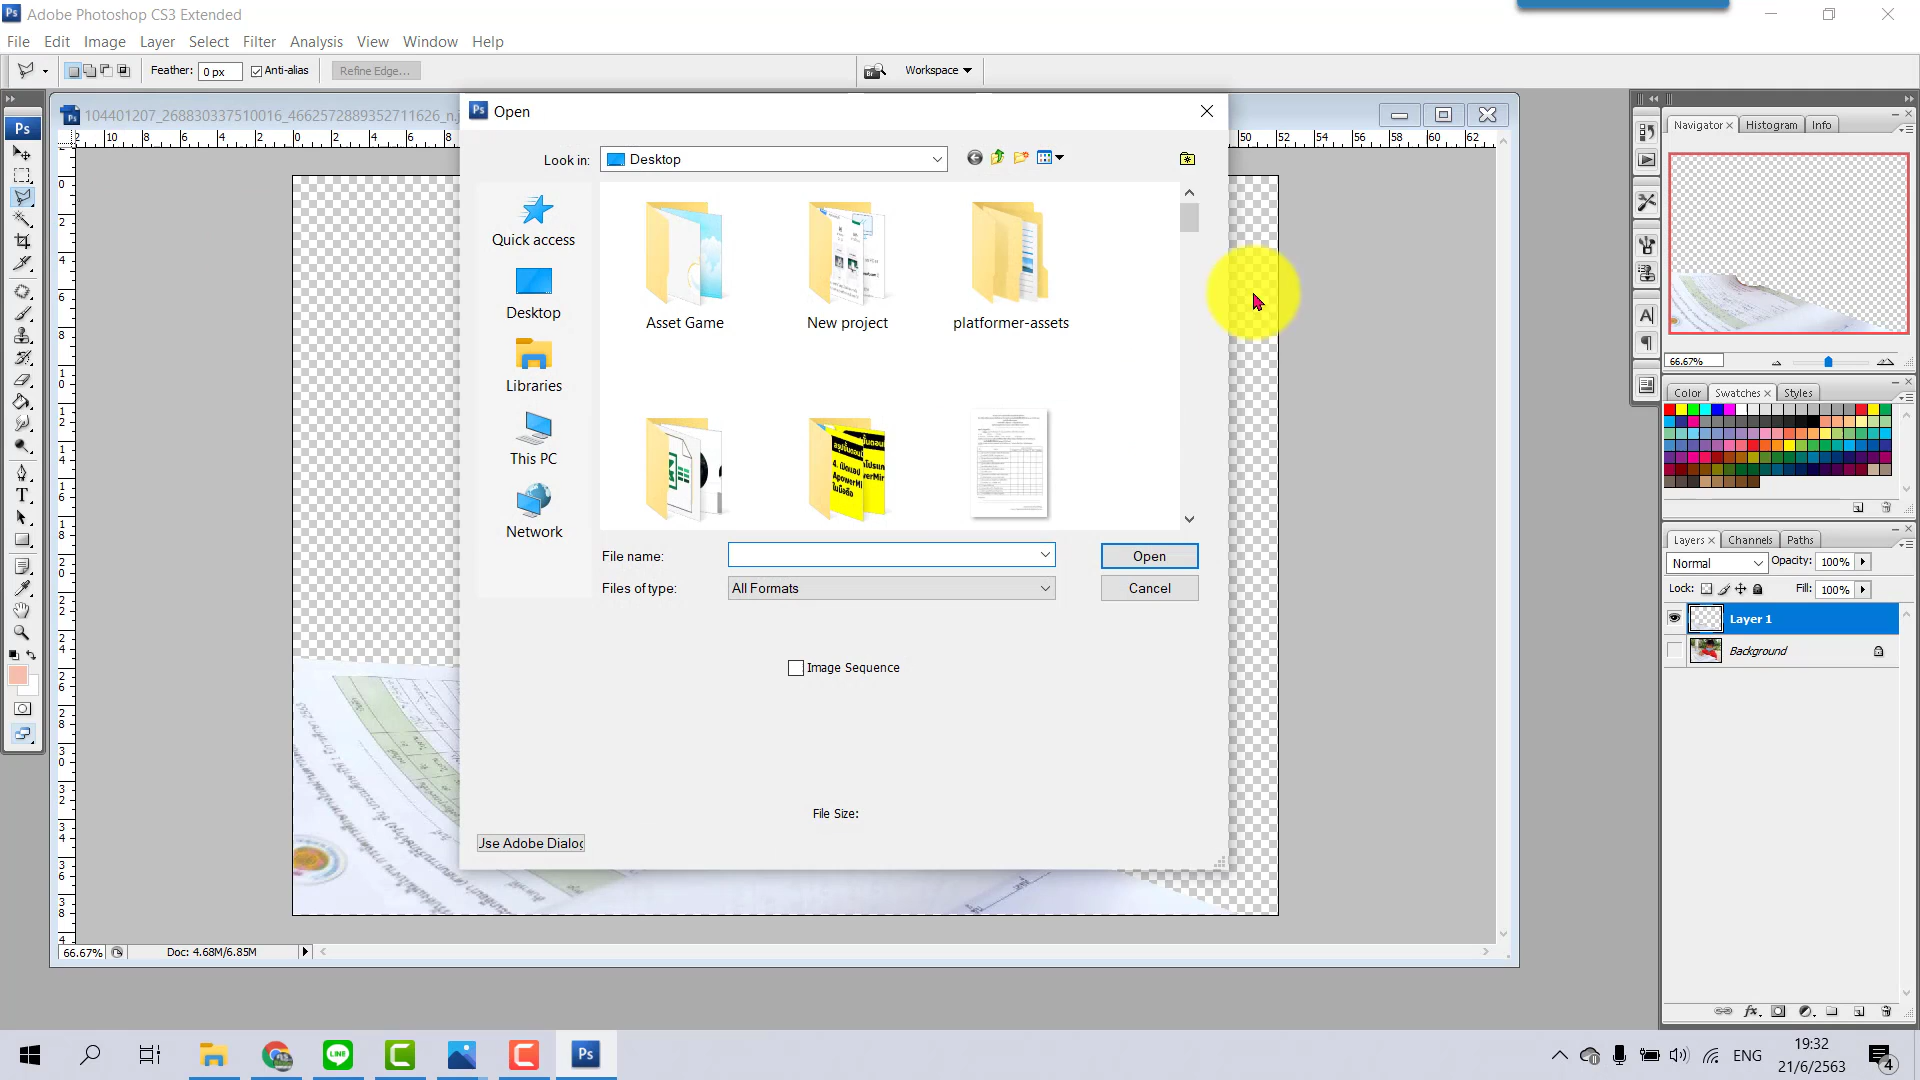 Adobe Photoshop CS3 Extended
File Edit Image Layer Select Filter Analysis View Window Help
Feather: 0 px Anti-alias Refine Edge... Workspace
104401207_268830337510016_4662572889352711626_n.j
Open
Look in: Desktop
Quick access
Desktop
Libraries
This PC
Network
Asset Game
New project
platformer-assets
File name:
Open
Files of type: All Formats
Cancel
Image Sequence
File Size:
Use Adobe Dialog
66.67% Doc: 4.68M/6.85M
Navigator Histogram Info
66.67%
Color Swatches Styles
Layers Channels Paths
Normal Opacity: 100%
Lock: Fill: 100%
Layer 1
Background
ENG
19:32
21/6/2563
4